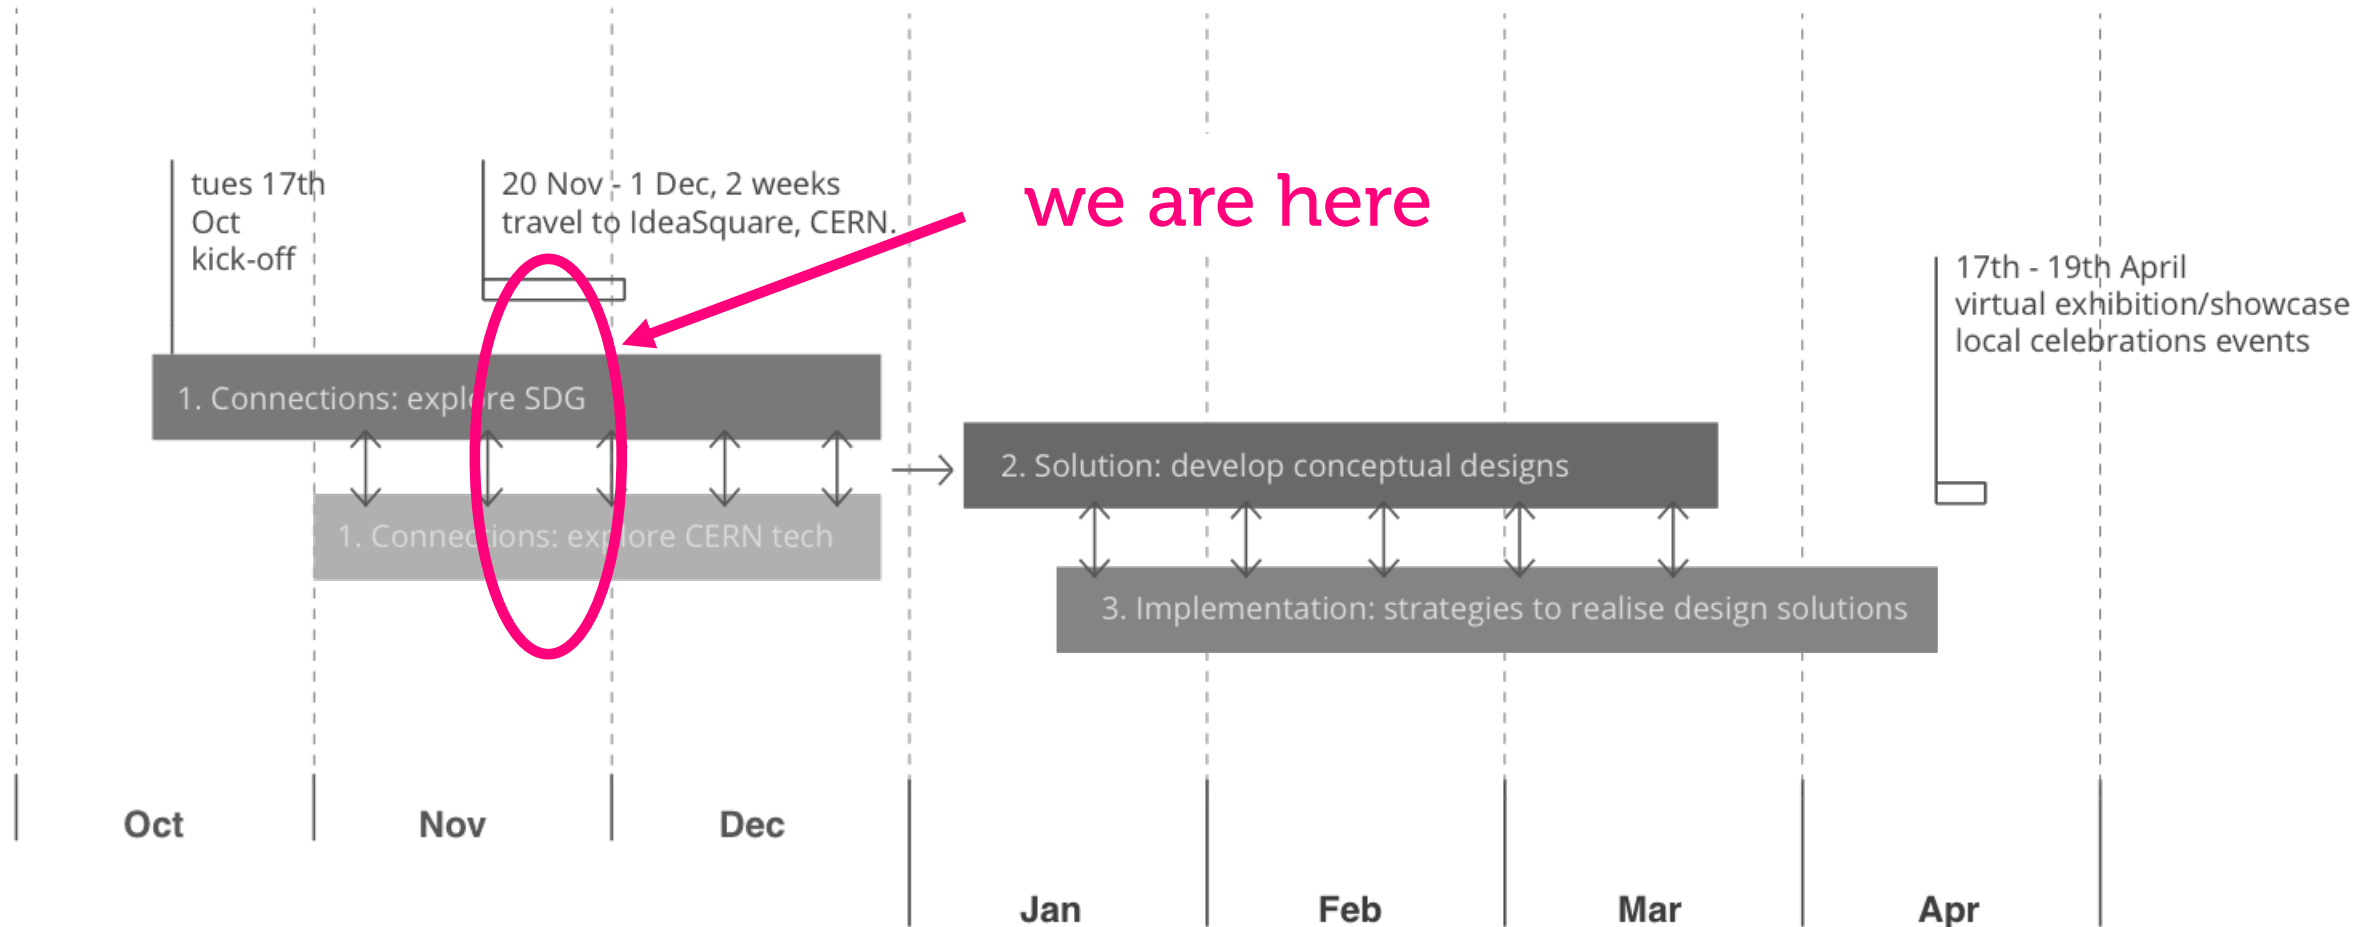 tues 17th
Oct
kick-off
20 Nov - 1 Dec, 2 weeks
travel to IdeaSquare, CERN.
we are here
17th - 19th April
virtual exhibition/showcase
local celebrations events
1. Connections: explore SDG
1. Connections: explore CERN tech
2. Solution: develop conceptual designs
3. Implementation: strategies to realise design solutions
Oct
Nov
Dec
Jan
Feb
Mar
Apr